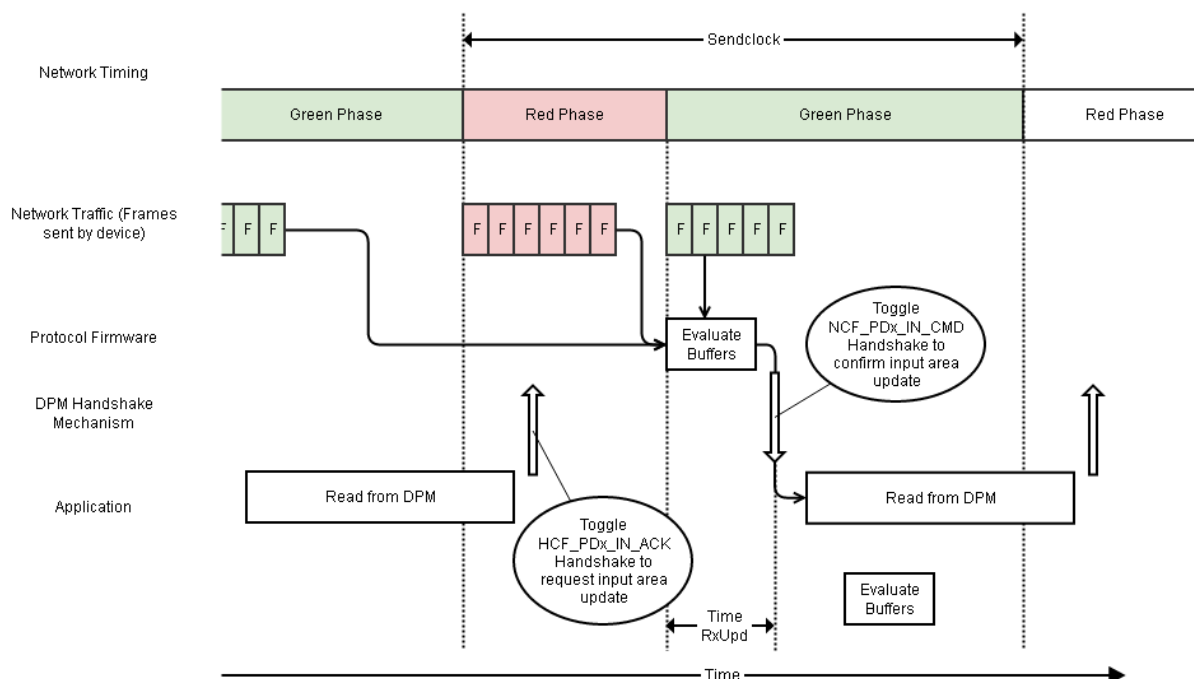 Sendclock
Network Timing
Green Phase
Red Phase
Green Phase
Red Phase
Network Traffic (Frames
sent by device)
F F F
F F F F F F
F F F F F
Protocol Firmware
Evaluate
Buffers
Toggle
NCF_PDx_IN_CMD
Handshake to
confirm input area
update
DPM Handshake
Mechanism
Application
Read from DPM
Read from DPM
Toggle
HCF_PDx_IN_ACK
Handshake to
request input area
update
Evaluate
Buffers
Time
RxUpd
Time